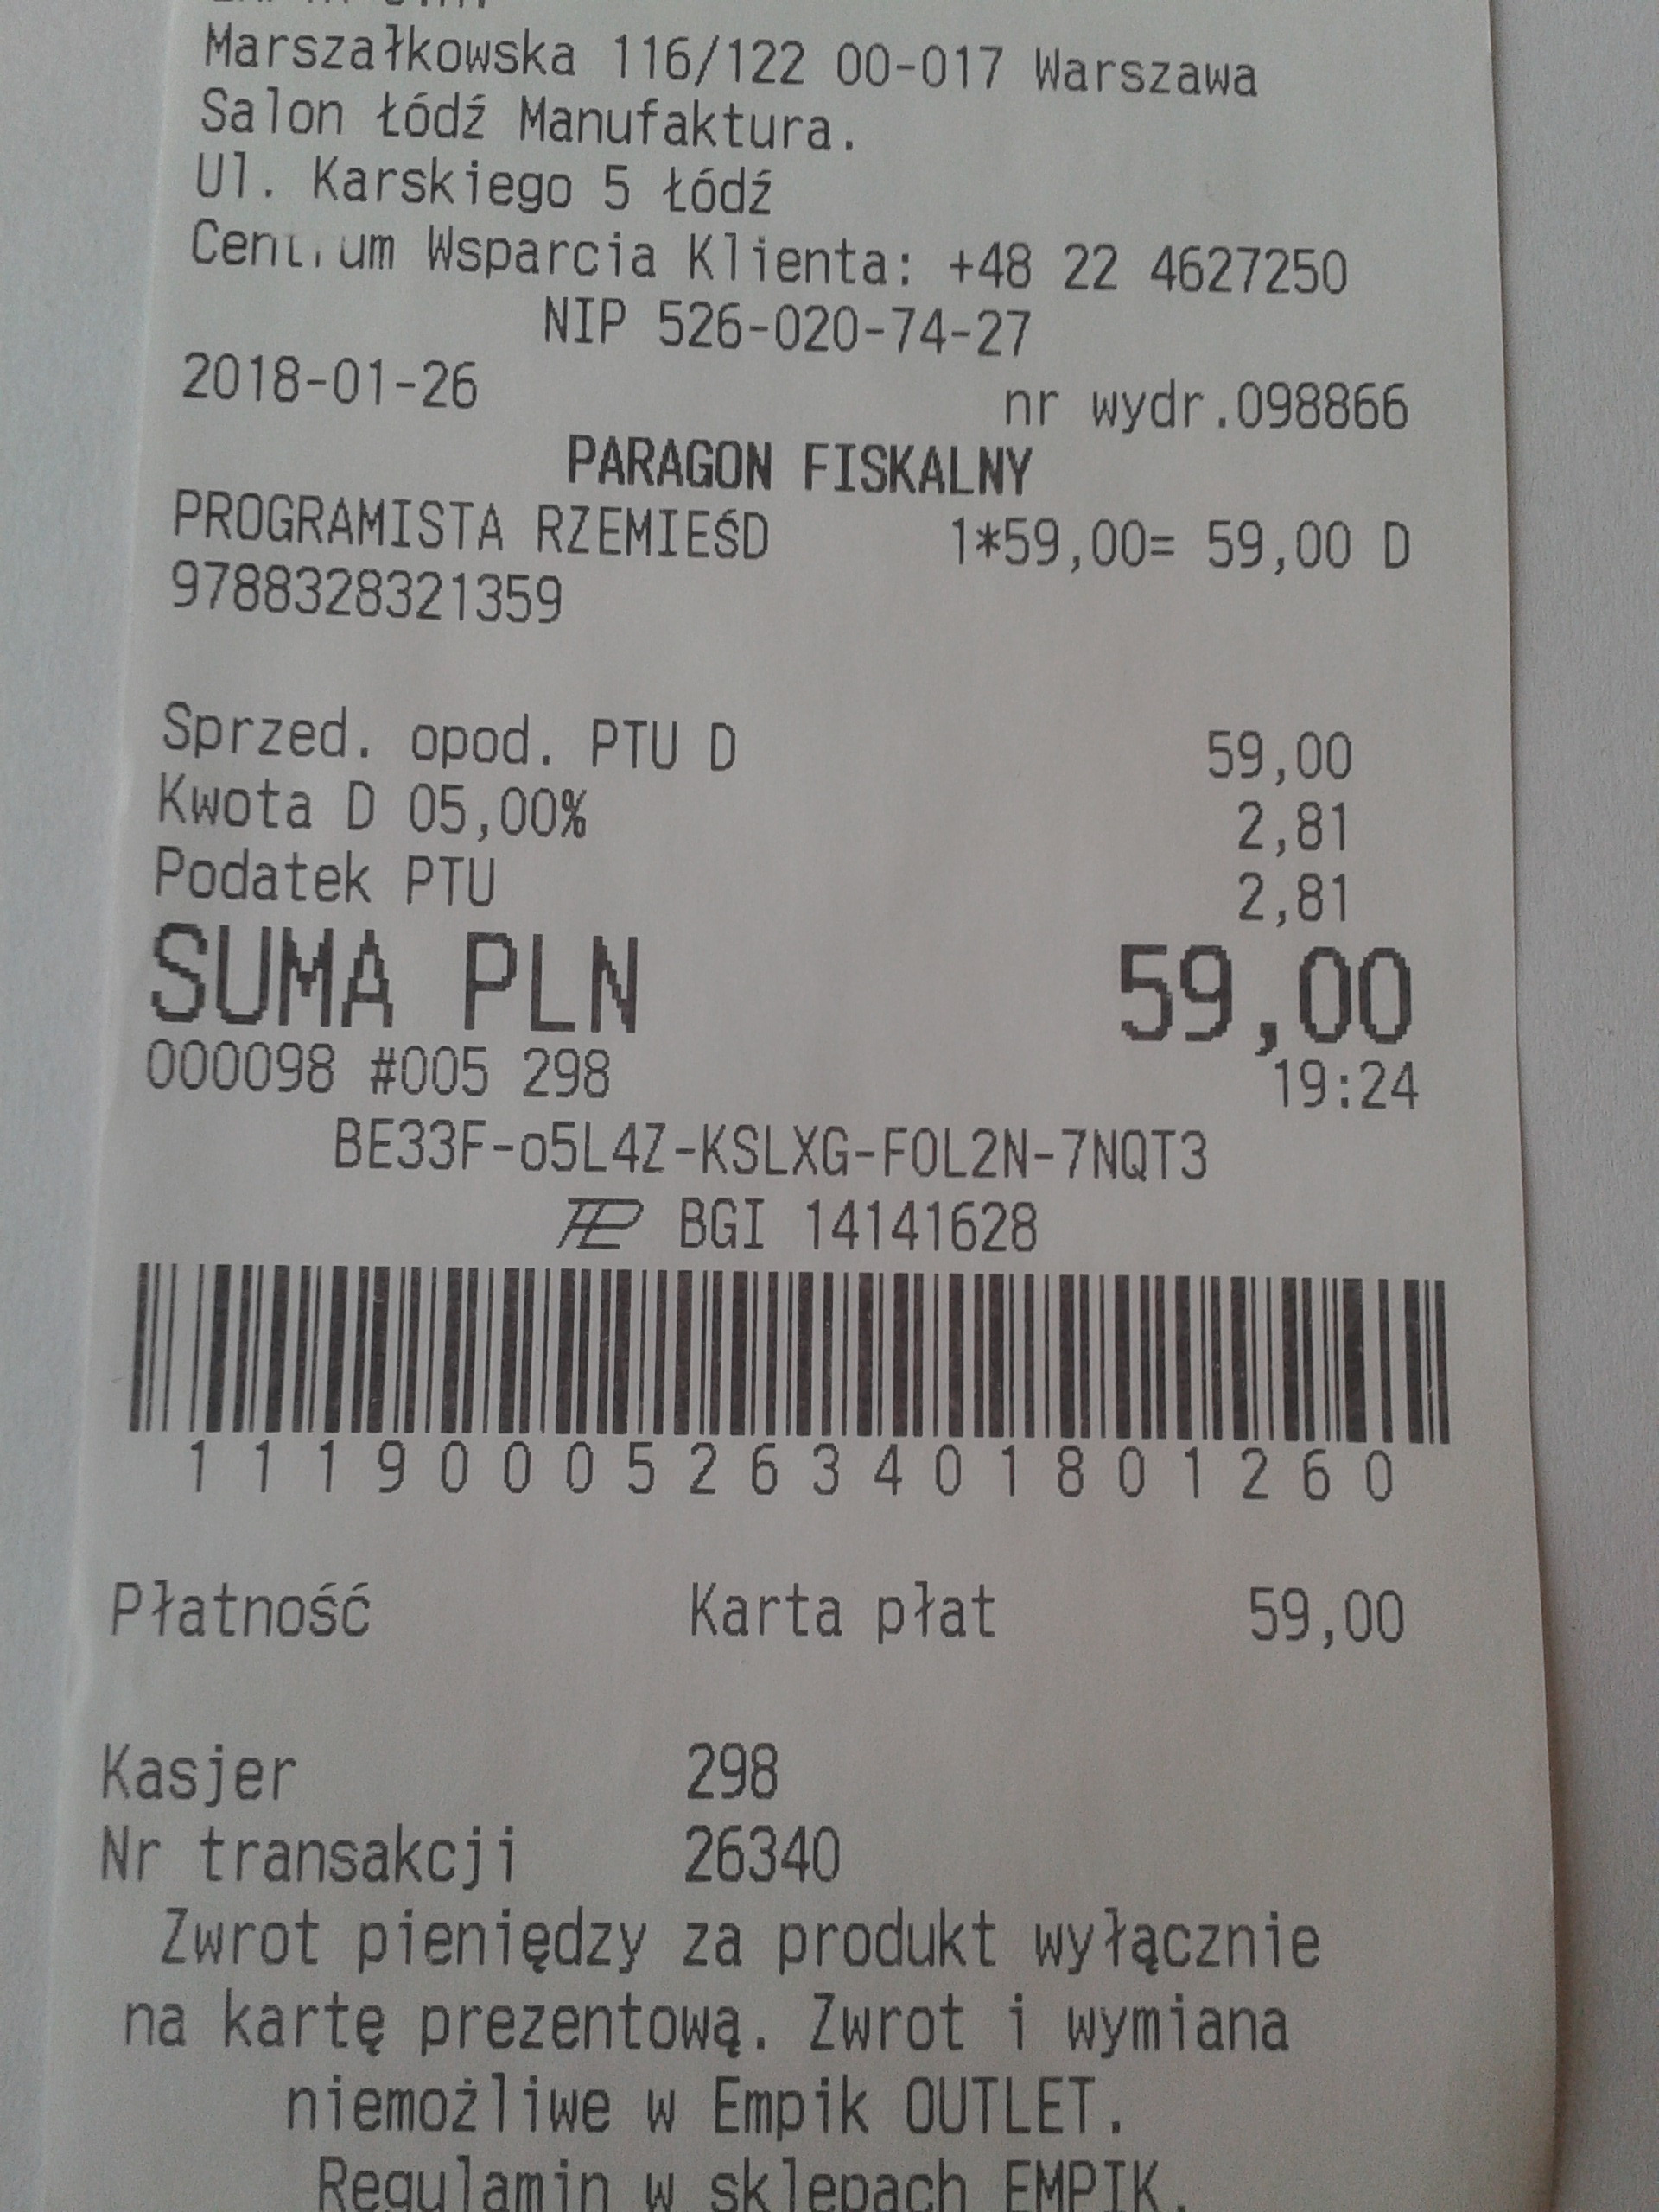 Marszałkowska 116/122 00-017 Warszawa
Salon Łódź Manufaktura.
Ul. Karskiego 5 Łódź
Centrum Wsparcia Klienta: +48 22 4627250
NIP 526-020-74-27
2018-01-26 nr wydr.098866
PARAGON FISKALNY
PROGRAMISTA RZEMIEŚD 1*59,00= 59,00 D
9788328321359
Sprzed. opod. PTU D 59,00
Kwota D 05,00% 2,81
Podatek PTU 2,81
SUMA PLN 59,00
000098 #005 298 19:24
BE33F-o5L4Z-KSLXG-FOL2N-7NQT3
BGI 14141628
11190005263401801260
Płatność Karta płat 59,00
Kasjer 298
Nr transakcji 26340
Zwrot pieniędzy za produkt wyłącznie
na kartę prezentową. Zwrot i wymiana
niemożliwe w Empik OUTLET.
Regulamin w sklepach EMPIK.